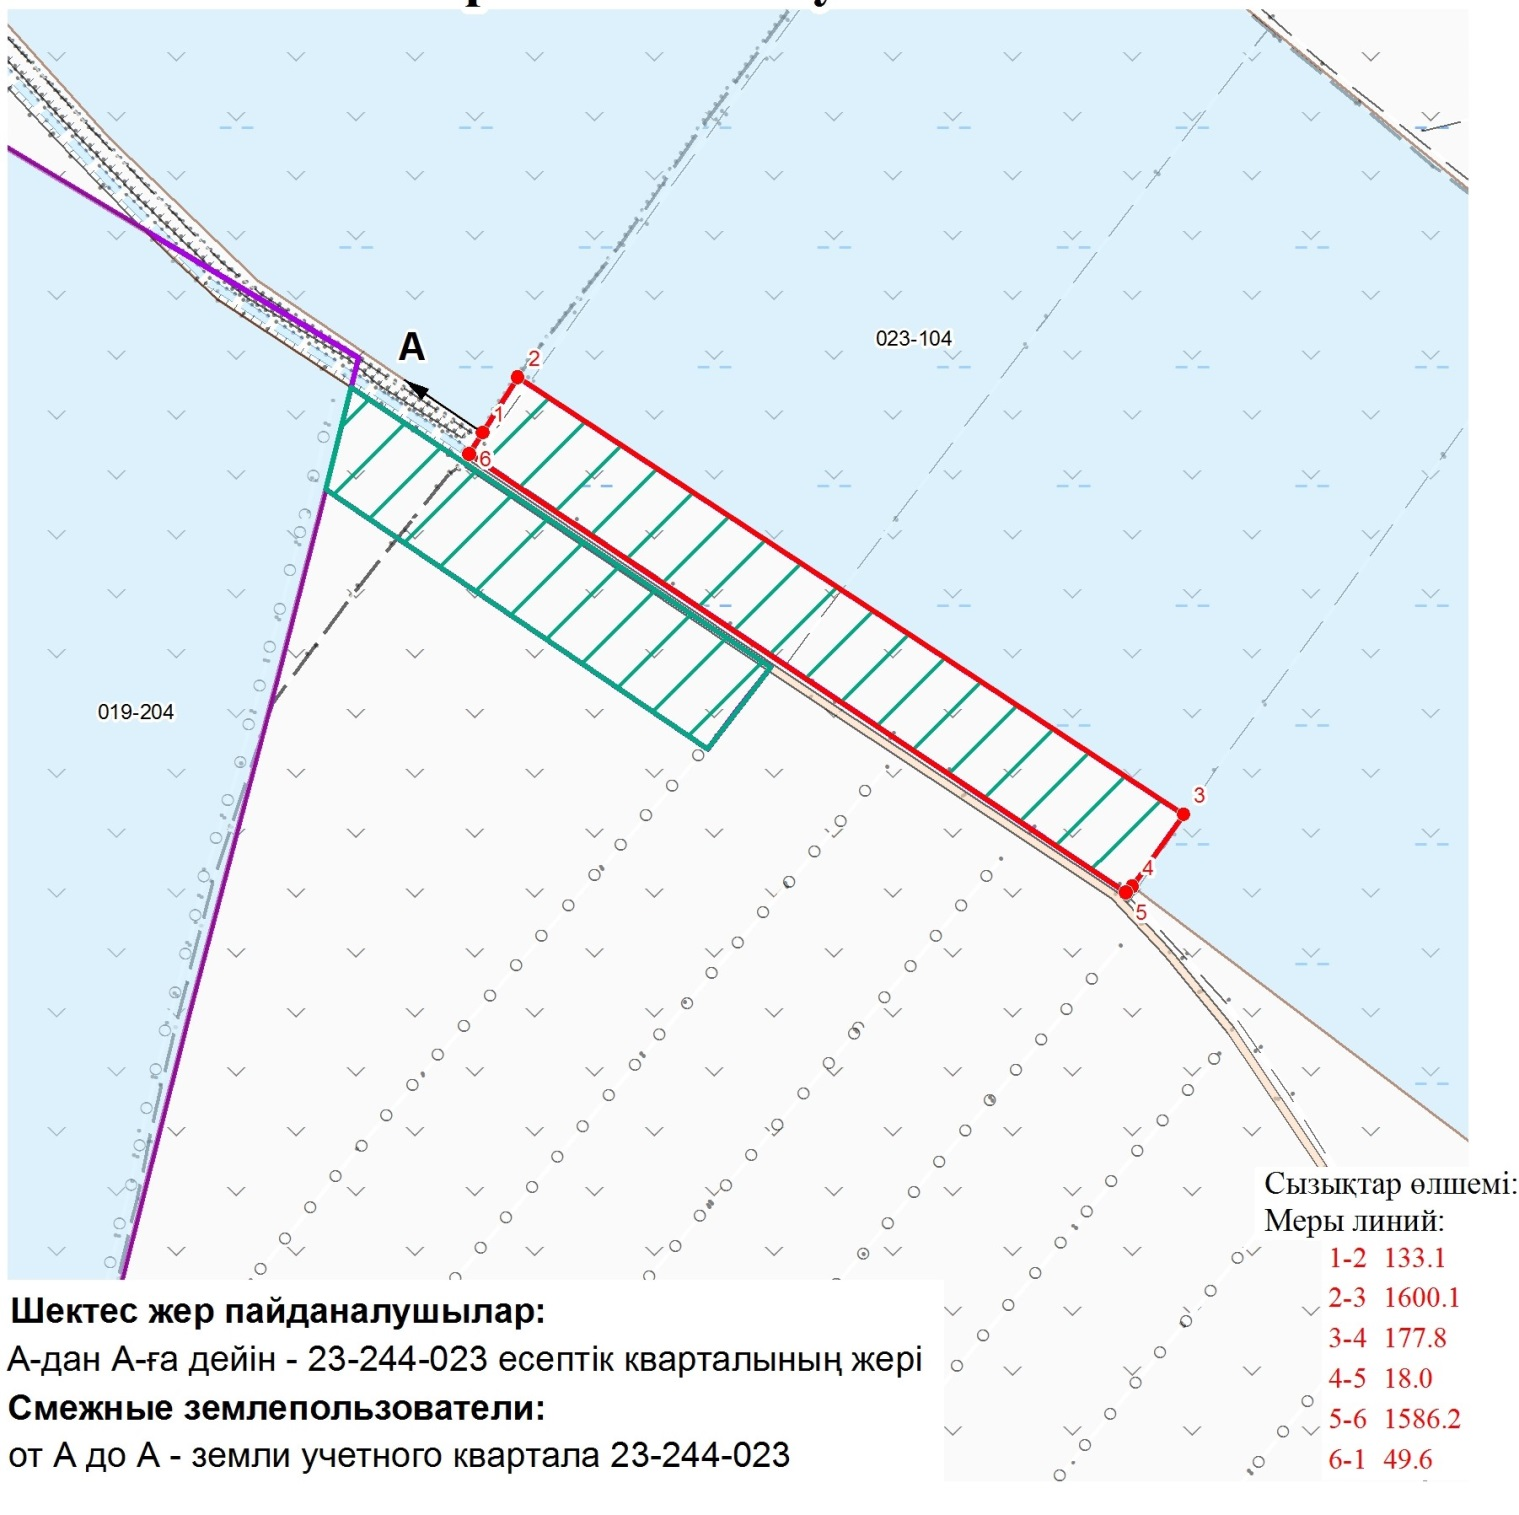 А
2
1
6
023-104
019-204
3
4
5
Сызықтар өлшемі:
Меры линий:
1-2 133.1
2-3 1600.1
3-4 177.8
4-5 18.0
5-6 1586.2
6-1 49.6
Шектес жер пайданалушылар:
А-дан А-ға дейін - 23-244-023 есептік кварталының жері
Смежные землепользователи:
от А до А - земли учетного квартала 23-244-023